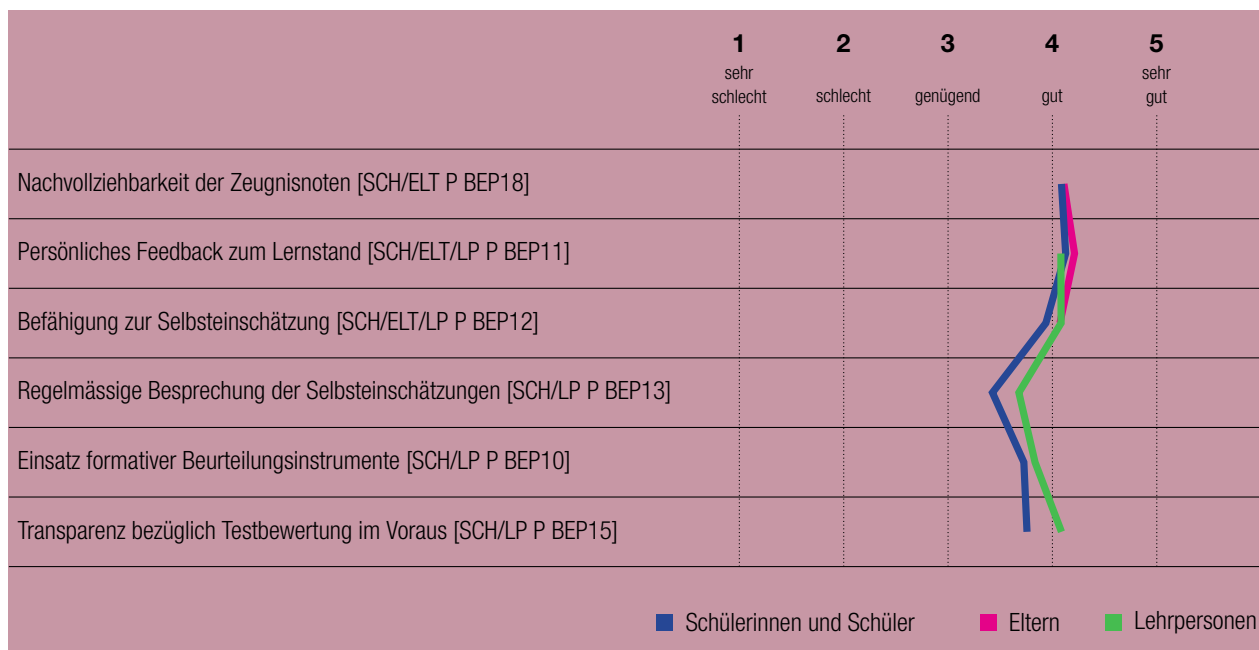 1 2 3 4 5
sehr sehr
schlecht schlecht genügend gut gut
Nachvollziehbarkeit der Zeugnisnoten [SCH/ELT P BEP18]
Persönliches Feedback zum Lernstand [SCH/ELT/LP P BEP11]
Befähigung zur Selbsteinschätzung [SCH/ELT/LP P BEP12]
Regelmässige Besprechung der Selbsteinschätzungen [SCH/LP P BEP13]
Einsatz formativer Beurteilungsinstrumente [SCH/LP P BEP10]
Transparenz bezüglich Testbewertung im Voraus [SCH/LP P BEP15]
Schülerinnen und Schüler Eltern Lehrpersonen